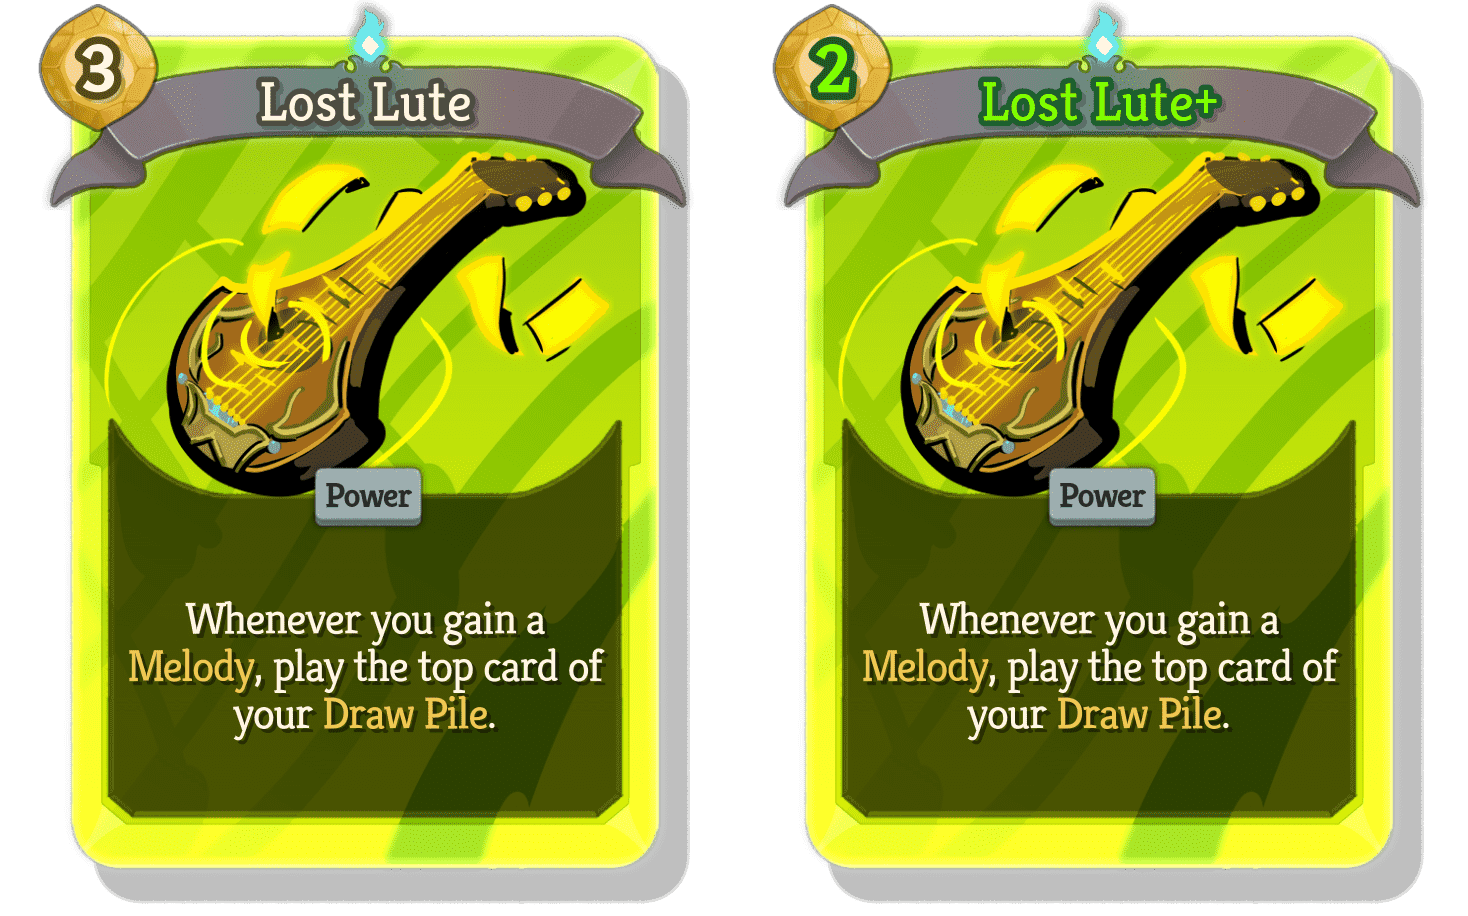 3
Lost Lute
Power
Whenever you gain a
Melody, play the top card of
your Draw Pile.
2
Lost Lute+
Power
Whenever you gain a
Melody, play the top card of
your Draw Pile.